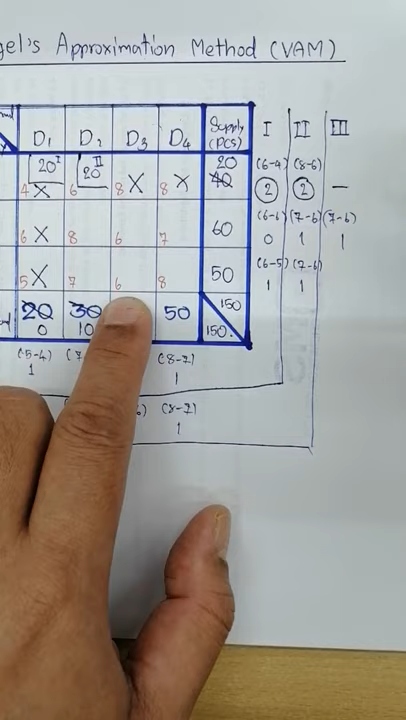 gel's Approximation Method (VAM)
D1 D2 D3 D4 Supply (pcs) I II III
20 I 20 II 20 (6-4) (8-6)
4 X 6 8 X 8 X 40 2 2 —
(6-6) (7-6) (7-6)
6 X 8 6 7 60 0 1 1
(6-5) (7-6)
5 X 7 6 8 50 1 1
20 30 50 150
0 10 150
(5-4) (7 (8-7)
1 1
6) (8-7)
1